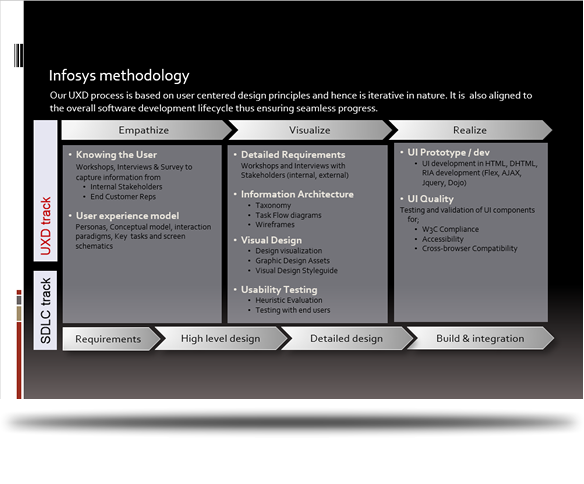 Infosys methodology
Our UXD process is based on user centered design principles and hence is iterative in nature. It is also aligned to
the overall software development lifecycle thus ensuring seamless progress.
UXD track
Empathize
Visualize
Realize
• Knowing the User
Workshops, Interviews & Survey to
capture information from
• Internal Stakeholders
• End Customer Reps
• User experience model
Personas, Conceptual model, Interaction
paradigms, Key tasks and screen
schematics
• Detailed Requirements
Workshops and Interviews with
Stakeholders (internal, external)
• Information Architecture
• Taxonomy
• Task Flow diagrams
• Wireframes
• Visual Design
• Design visualization
• Graphic Design Assets
• Visual Design Styleguide
• Usability Testing
• Heuristic Evaluation
• Testing with end users
• UI Prototype / dev
• UI development in HTML, DHTML,
RIA development (Flex, AJAX,
Jquery, Dojo)
• UI Quality
Testing and validation of UI components
for;
• W3C Compliance
• Accessibility
• Cross-browser Compatibility
SDLC track
Requirements
High level design
Detailed design
Build & integration